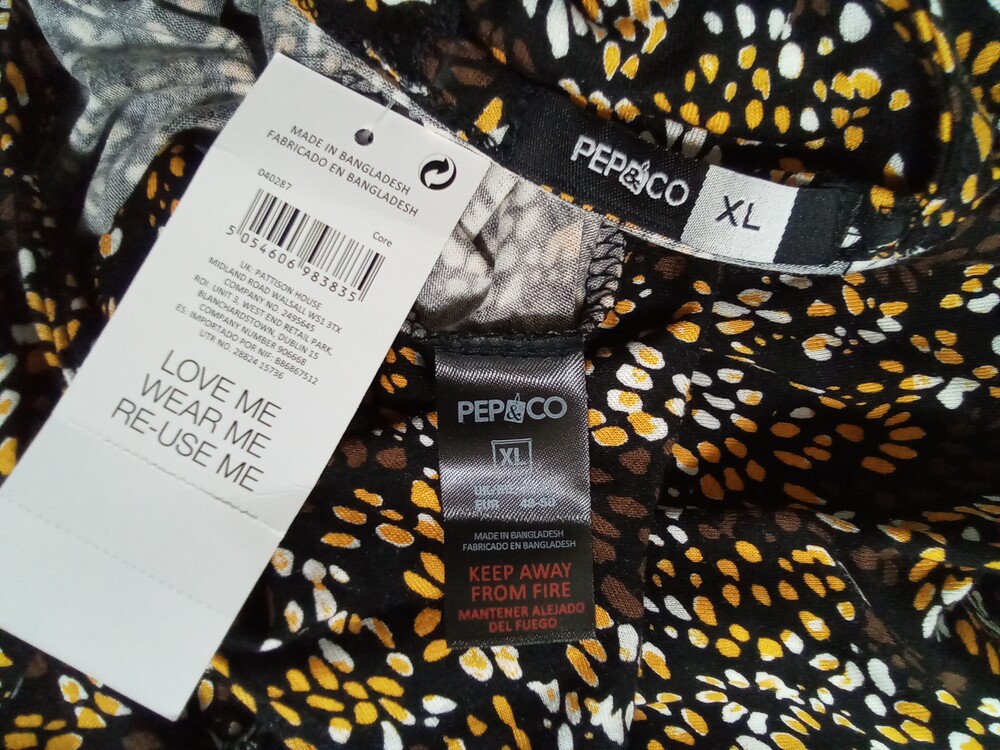 MADE IN BANGLADESH
FABRICADO EN BANGLADESH
040287
Core
5 054606 983835
UK: PATTISON HOUSE
MIDLAND ROAD WALSALL WS1 3TX
COMPANY NO. 2495645
ROI: UNIT 3, WEST END RETAIL PARK,
BLANCHARDSTOWN, DUBLIN 15
COMPANY NUMBER 906668
ES: IMPORTADO POR NIF: B86867512
UTR NO. 28824 15736
LOVE ME
WEAR ME
RE-USE ME
PEP&CO
XL
PEP&CO
XL
EUR
MADE IN BANGLADESH
FABRICADO EN BANGLADESH
KEEP AWAY
FROM FIRE
MANTENER ALEJADO
DEL FUEGO